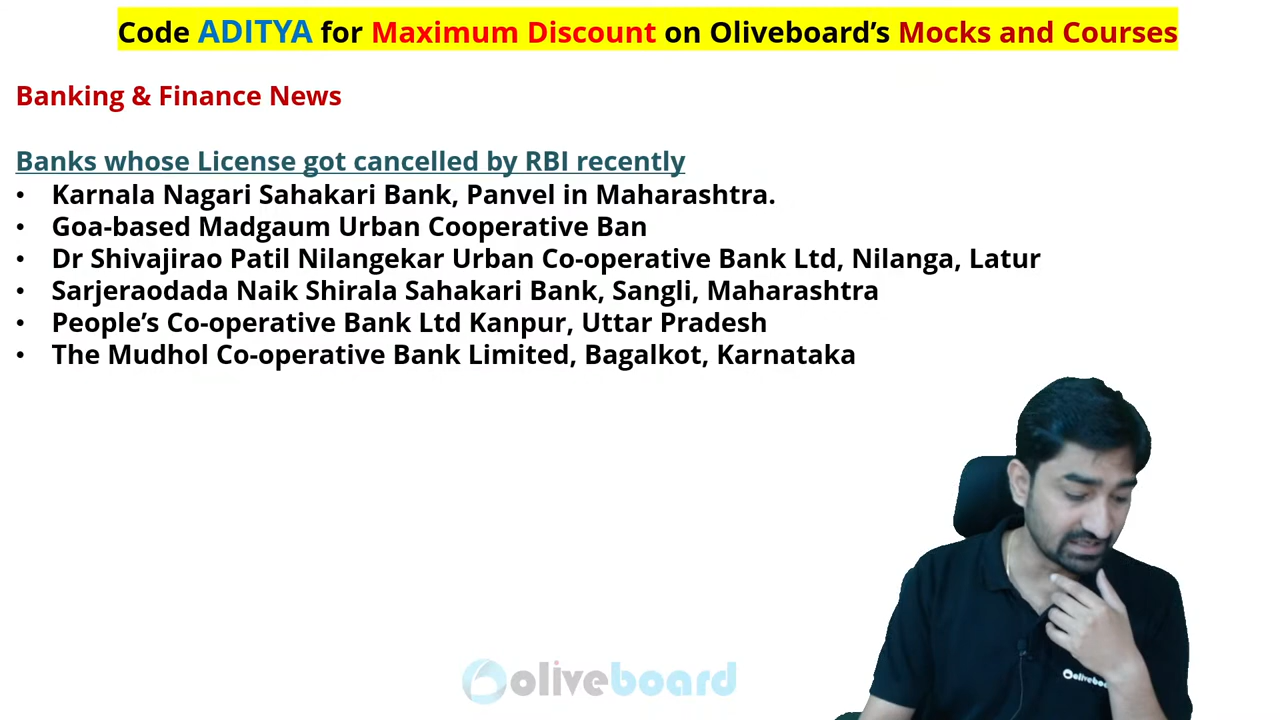 Code ADITYA for Maximum Discount on Oliveboard’s Mocks and Courses
Banking & Finance News
Banks whose License got cancelled by RBI recently
• Karnala Nagari Sahakari Bank, Panvel in Maharashtra.
• Goa-based Madgaum Urban Cooperative Ban
• Dr Shivajirao Patil Nilangekar Urban Co-operative Bank Ltd, Nilanga, Latur
• Sarjeraodada Naik Shirala Sahakari Bank, Sangli, Maharashtra
• People’s Co-operative Bank Ltd Kanpur, Uttar Pradesh
• The Mudhol Co-operative Bank Limited, Bagalkot, Karnataka
oliveboard